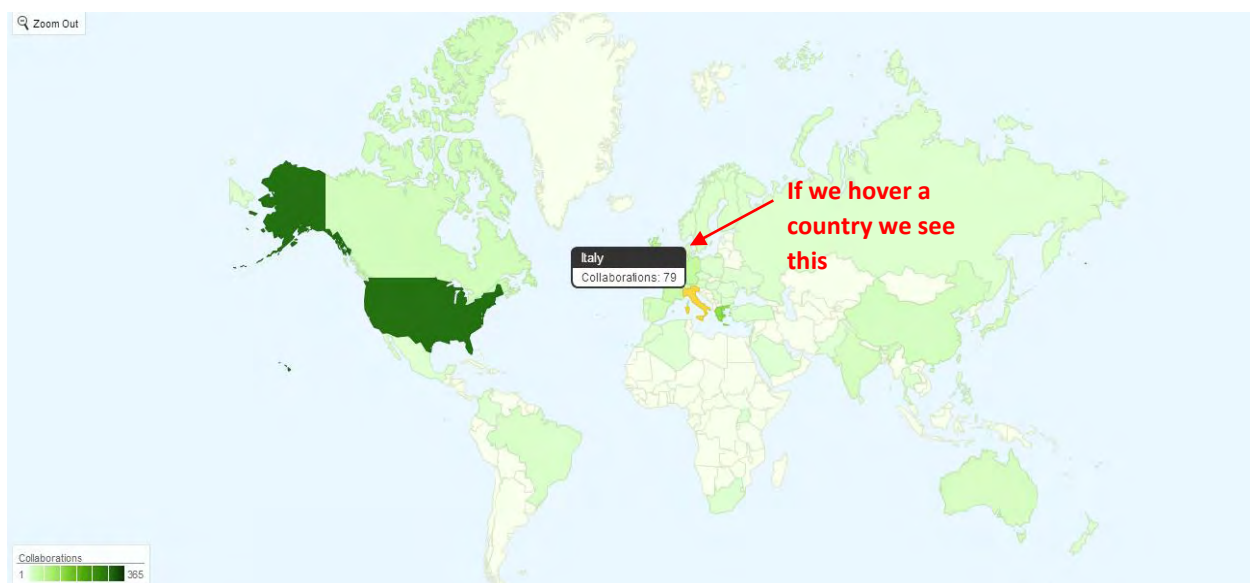 Zoom Out
If we hover a
country we see
this
Italy
Collaborations: 79
Collaborations
1 365